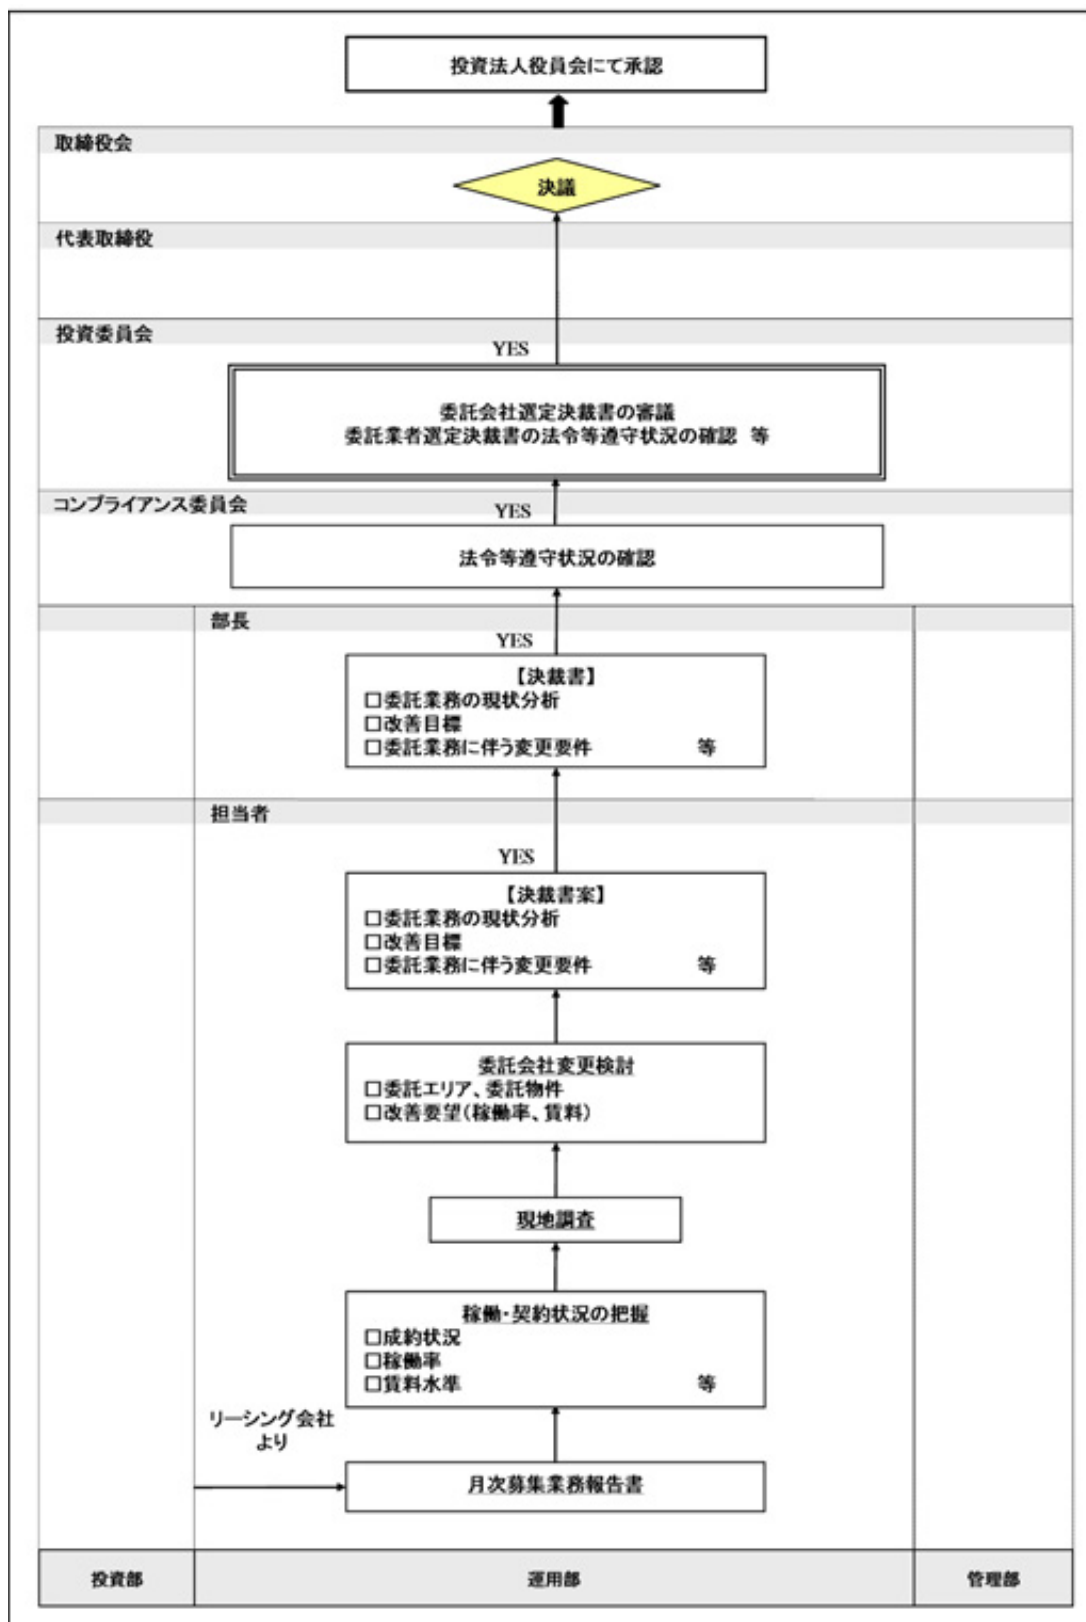 投資法人役員会にて承認
取締役会
決議
代表取締役
投資委員会
YES
委託会社選定決裁書の審議
委託業者選定決裁書の法令等遵守状況の確認 等
コンプライアンス委員会
YES
法令等遵守状況の確認
部長
YES
【決裁書】
□委託業務の現状分析
□改善目標
□委託業務に伴う変更要件 等
担当者
YES
【決裁書案】
□委託業務の現状分析
□改善目標
□委託業務に伴う変更要件 等
委託会社変更検討
□委託エリア、委託物件
□改善要望(稼働率、賃料)
現地調査
稼働・契約状況の把握
□成約状況
□稼働率
□賃料水準 等
リーシング会社
より
月次募集業務報告書
投資部 運用部 管理部